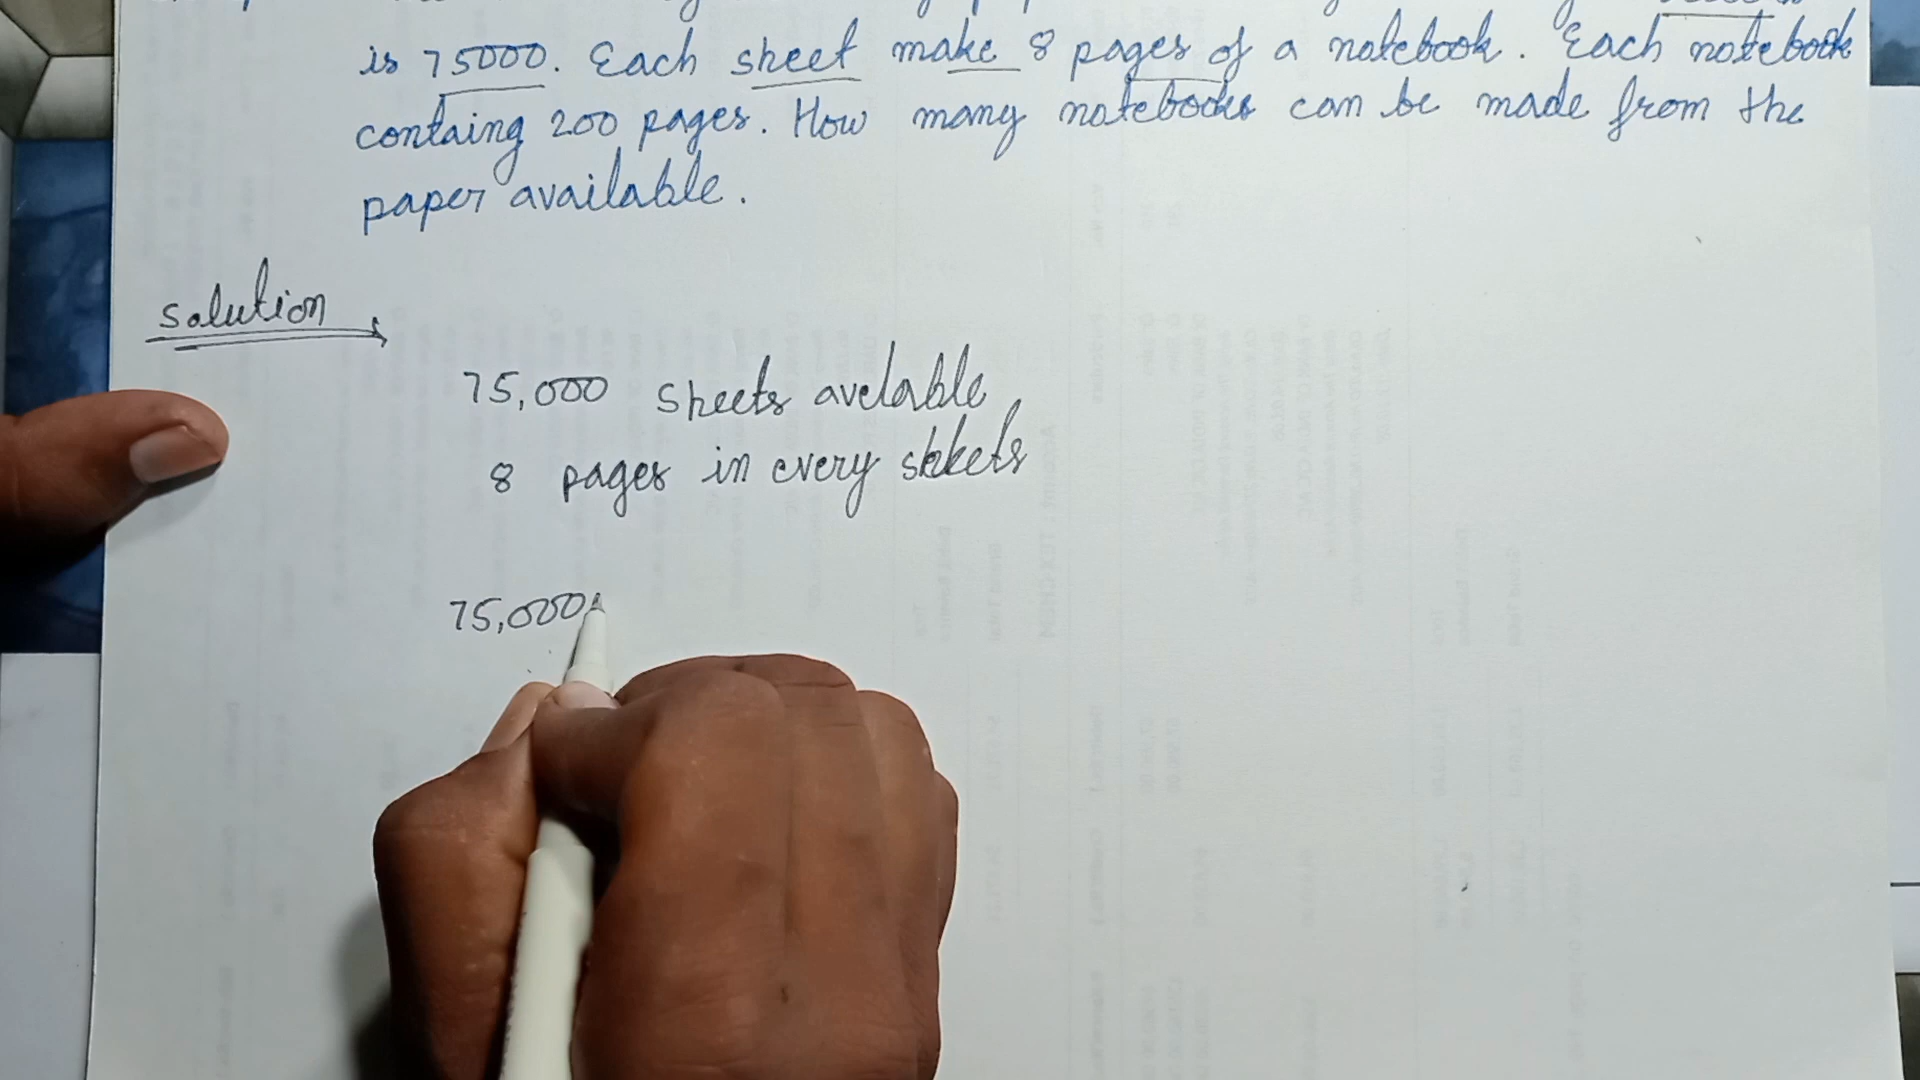 is 75000. Each sheet make 8 pages of a notebook. Each notebook
containg 200 pages. How many notebooks can be made from the
paper available.
Solution
75,000 Sheets avelable
8 pages in every
75,000